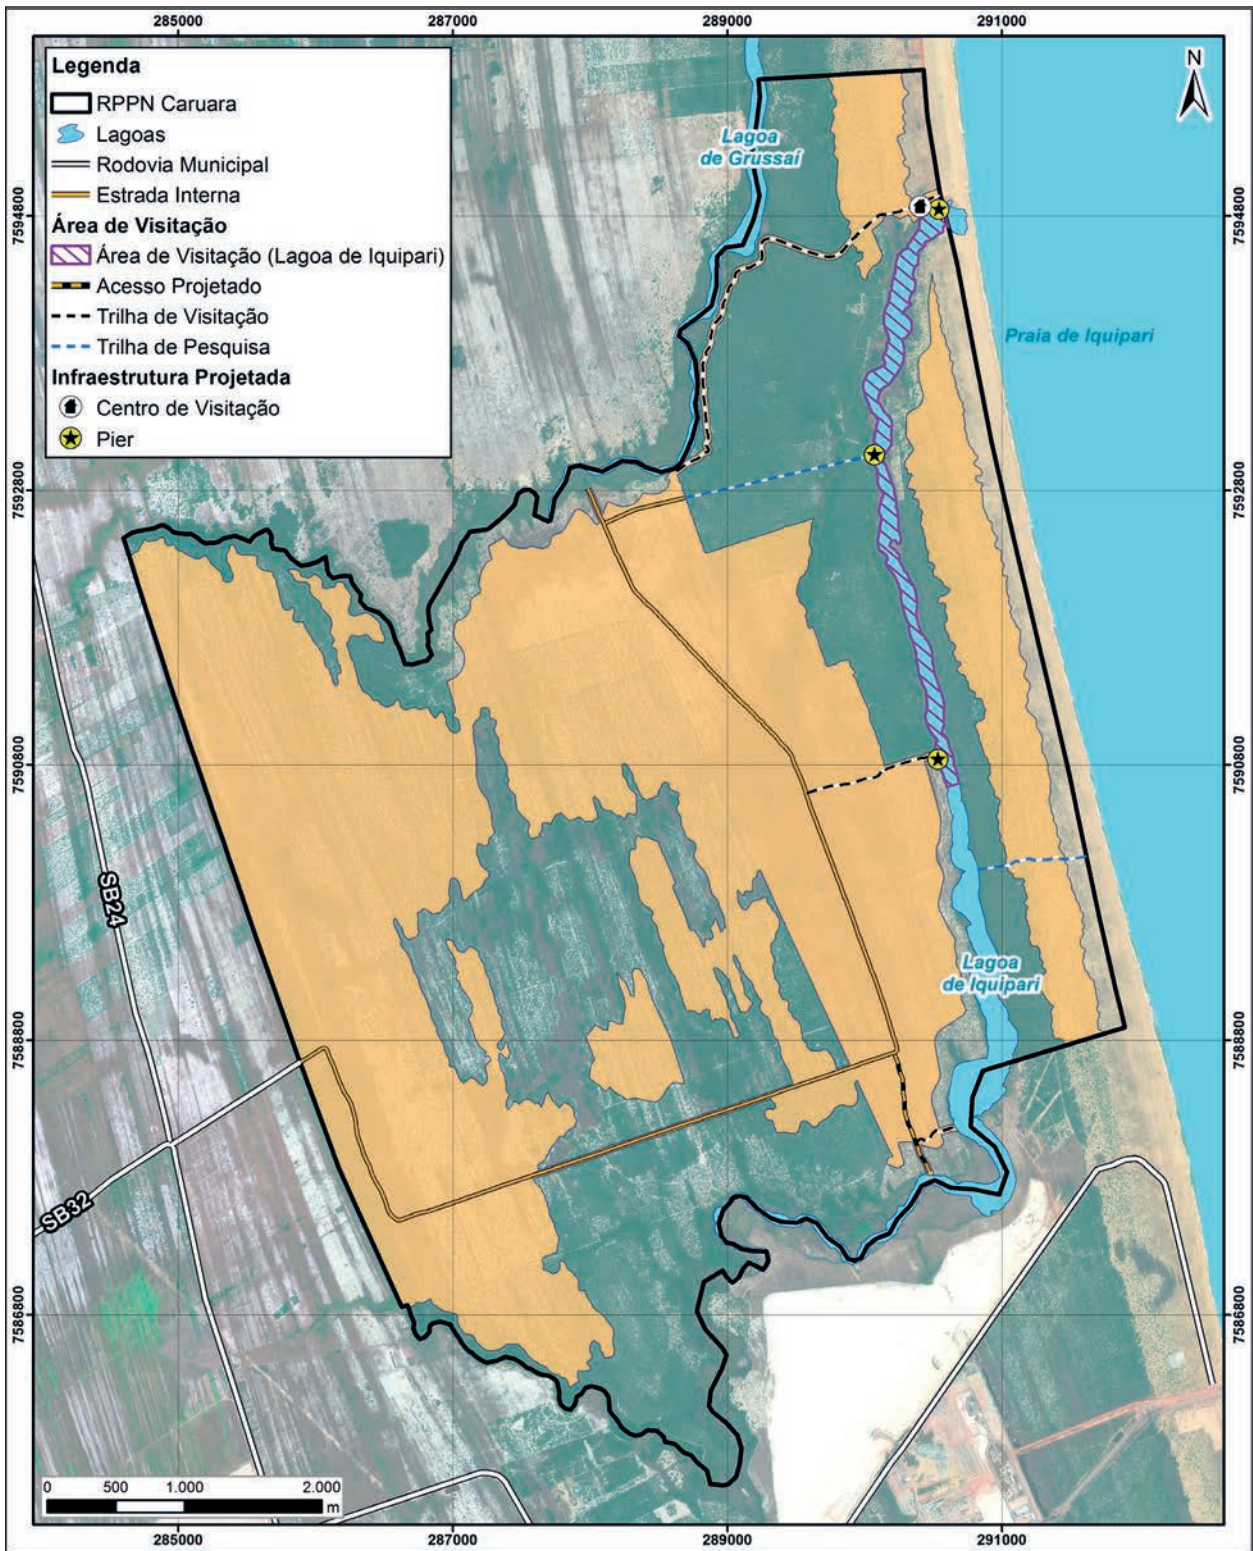 285000
287000
289000
291000
Legenda
RPPN Caruara
Lagoas
Rodovia Municipal
Estrada Interna
Área de Visitação
Área de Visitação (Lagoa de Iquipari)
Acesso Projetado
Trilha de Visitação
Trilha de Pesquisa
Infraestrutura Projetada
Centro de Visitação
Pier
N
Lagoa
de Grussaí
Praia de Iquipari
7594800
7594800
7592800
7592800
7590800
7590800
SB24
Lagoa
de Iquipari
7588800
7588800
SB32
7586800
7586800
0 500 1.000 2.000
m
285000
287000
289000
291000